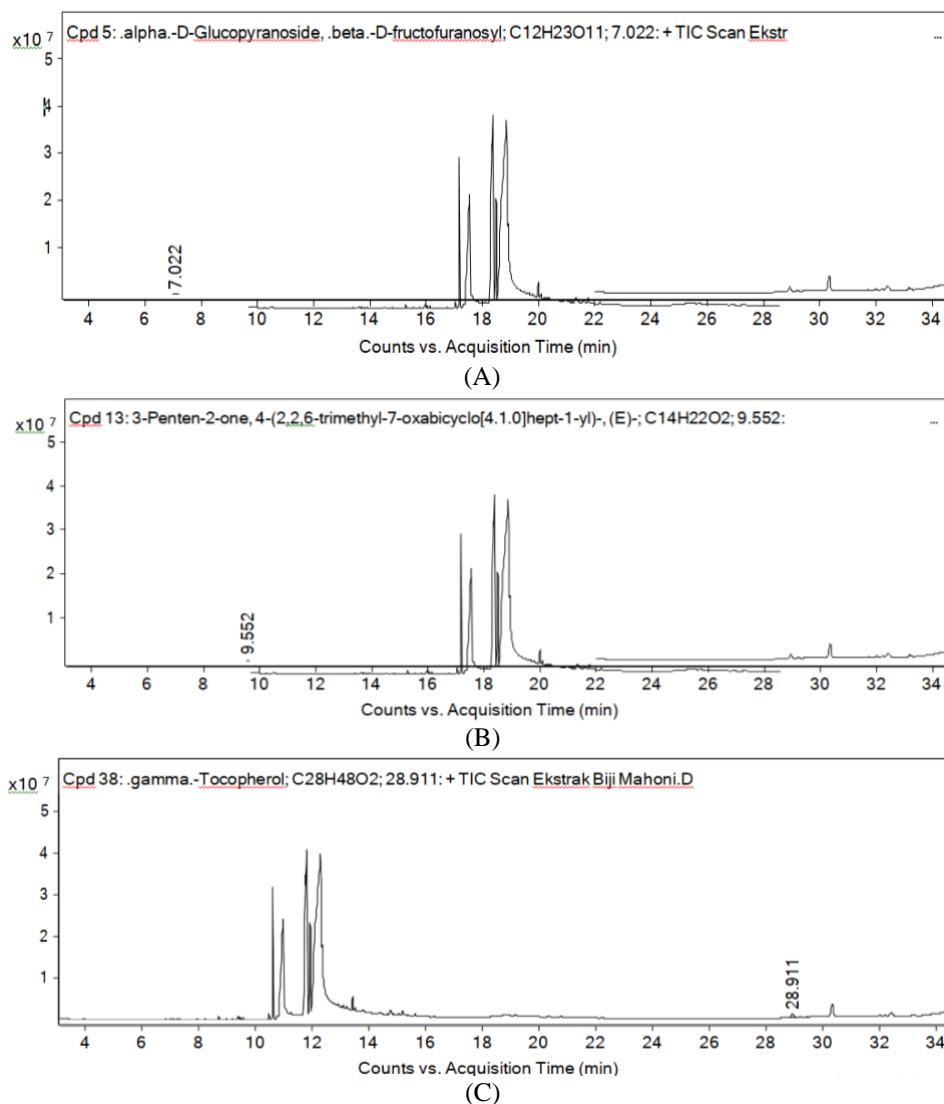 Cpd 5: .alpha.-D-Glucopyranoside, .beta.-D-fructofuranosyl; C12H23O11; 7.022: + TIC Scan Ekstr ...
x10 7
5
4
3
2
1
7.022
4 6 8 10 12 14 16 18 20 22 24 26 28 30 32 34
Counts vs. Acquisition Time (min)
(A)
Cpd 13: 3-Penten-2-one, 4-(2,2,6-trimethyl-7-oxabicyclo[4.1.0]hept-1-yl)-, (E)-; C14H22O2; 9.552: ...
x10 7
5
4
3
2
1
9.552
4 6 8 10 12 14 16 18 20 22 24 26 28 30 32 34
Counts vs. Acquisition Time (min)
(B)
Cpd 38: .gamma.-Tocopherol; C28H48O2; 28.911: + TIC Scan Ekstrak Biji Mahoni.D
x10 7
5
4
3
2
1
28.911
4 6 8 10 12 14 16 18 20 22 24 26 28 30 32 34
Counts vs. Acquisition Time (min)
(C)